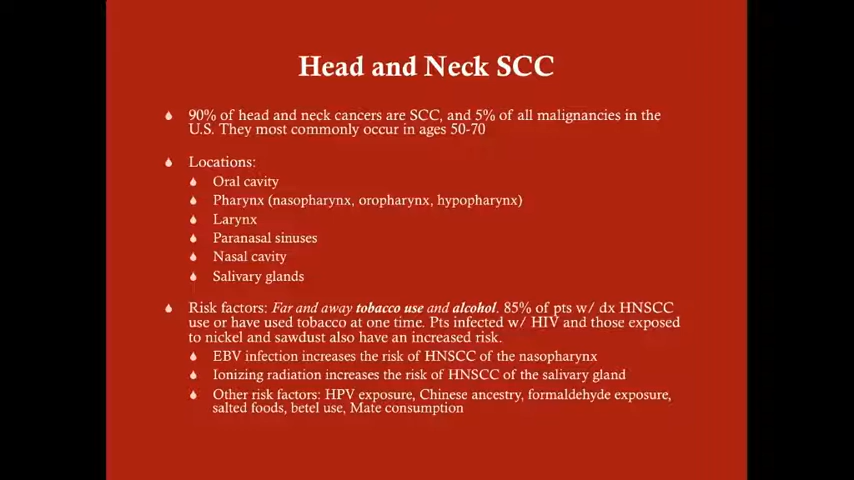 Head and Neck SCC
90% of head and neck cancers are SCC, and 5% of all malignancies in the
U.S. They most commonly occur in ages 50-70
Locations:
Oral cavity
Pharynx (nasopharynx, oropharynx, hypopharynx)
Larynx
Paranasal sinuses
Nasal cavity
Salivary glands
Risk factors: Far and away tobacco use and alcohol. 85% of pts w/ dx HNSCC
use or have used tobacco at one time. Pts infected w/ HIV and those exposed
to nickel and sawdust also have an increased risk.
EBV infection increases the risk of HNSCC of the nasopharynx
Ionizing radiation increases the risk of HNSCC of the salivary gland
Other risk factors: HPV exposure, Chinese ancestry, formaldehyde exposure,
salted foods, betel use, Mate consumption